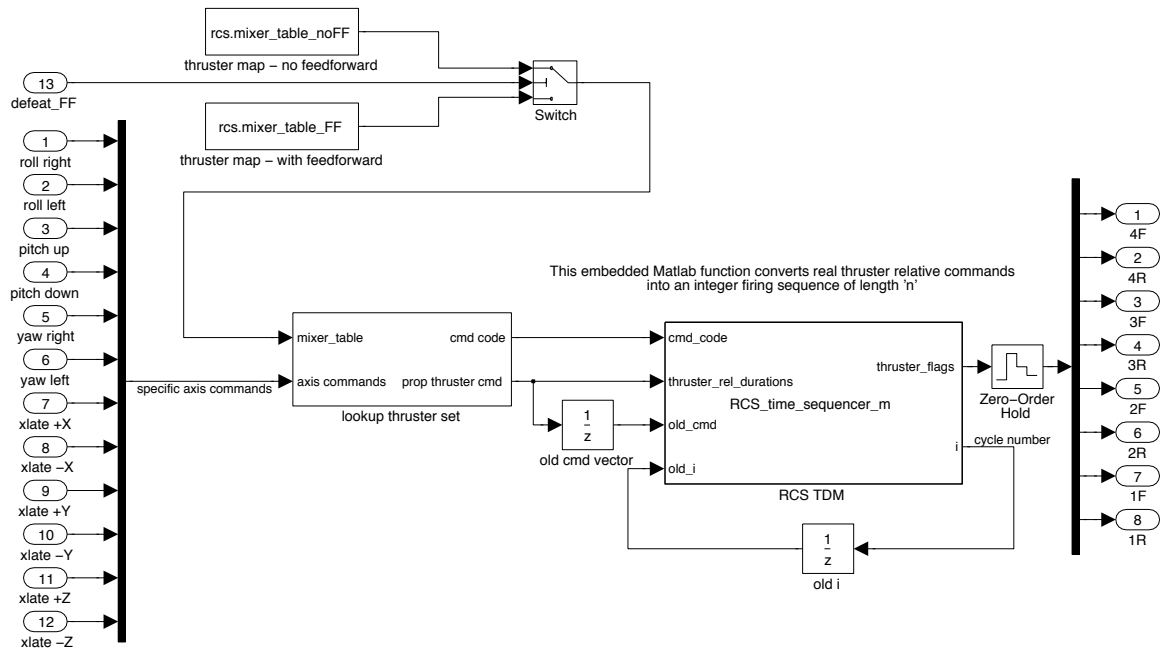 rcs.mixer_table_noFF
thruster map – no feedforward
13
defeat_FF
Switch
rcs.mixer_table_FF
thruster map – with feedforward
1
roll right
2
roll left
3
pitch up
4
pitch down
5
yaw right
6
yaw left
7
xlate +X
8
xlate –X
9
xlate +Y
10
xlate –Y
11
xlate +Z
12
xlate –Z
specific axis commands
mixer_table
axis commands
cmd code
prop thruster cmd
lookup thruster set
1
z
old cmd vector
This embedded Matlab function converts real thruster relative commands
into an integer firing sequence of length 'n'
cmd_code
thruster_rel_durations
old_cmd
old_i
RCS_time_sequencer_m
thruster_flags
i
RCS TDM
cycle number
1
z
old i
Zero–Order
Hold
1
4F
2
4R
3
3F
4
3R
5
2F
6
2R
7
1F
8
1R